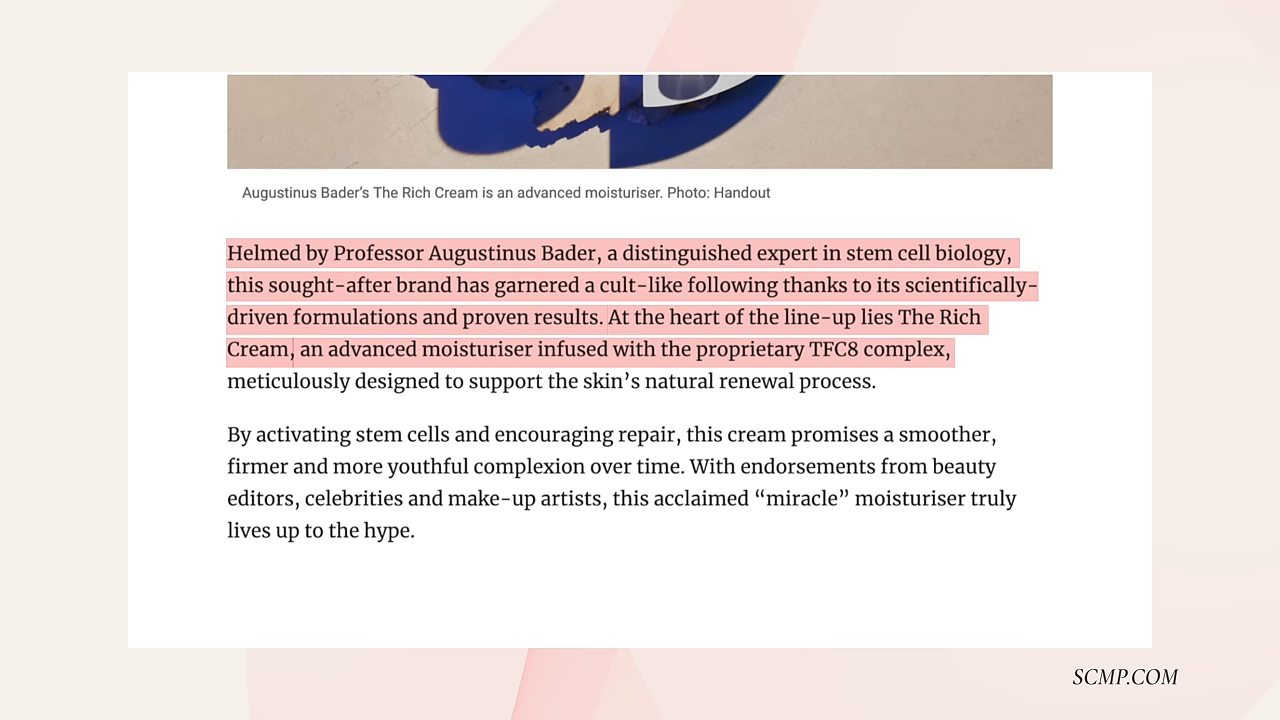 Augustinus Bader’s The Rich Cream is an advanced moisturiser. Photo: Handout
Helmed by Professor Augustinus Bader, a distinguished expert in stem cell biology,
this sought-after brand has garnered a cult-like following thanks to its scientifically-
driven formulations and proven results. At the heart of the line-up lies The Rich
Cream, an advanced moisturiser infused with the proprietary TFC8 complex,
meticulously designed to support the skin’s natural renewal process.
By activating stem cells and encouraging repair, this cream promises a smoother,
firmer and more youthful complexion over time. With endorsements from beauty
editors, celebrities and make-up artists, this acclaimed “miracle” moisturiser truly
lives up to the hype.
SCMP.COM